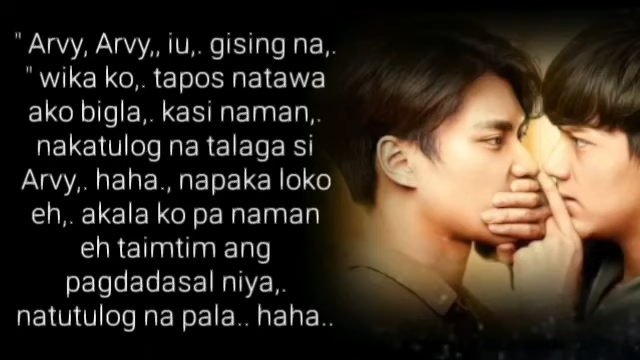 " Arvy, Arvy,, iu,. gising na,.
" wika ko,. tapos natawa
ako bigla,. kasi naman,.
nakatulog na talaga si
Arvy,. haha., napaka loko
eh,. akala ko pa naman
eh taimtim ang
pagdadasal niya,.
natutulog na pala.. haha..